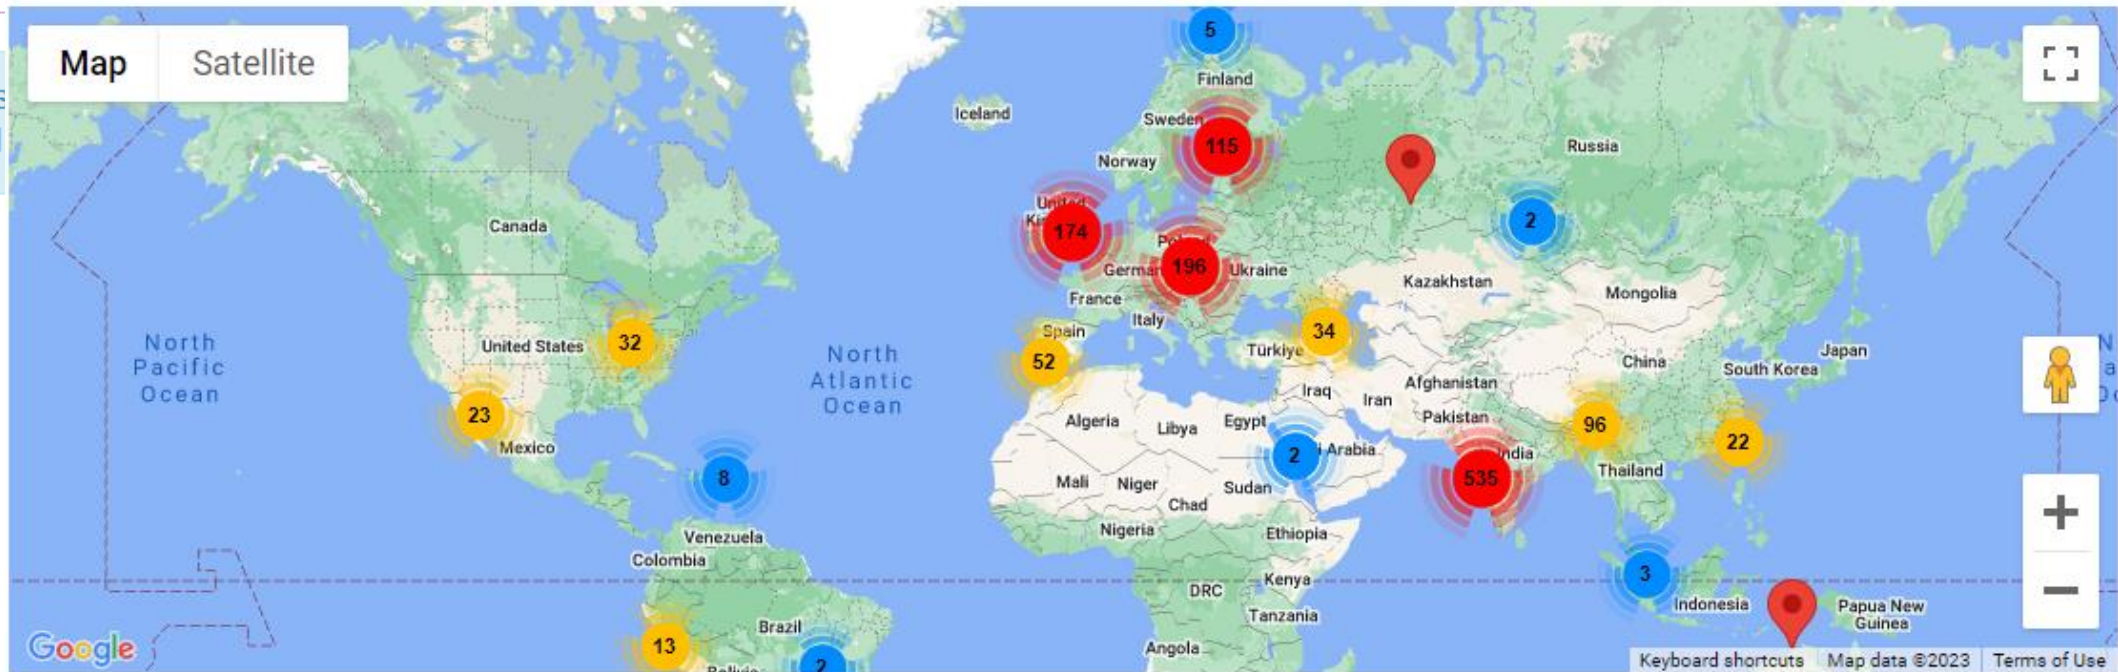 Map
Satellite
5
Finland
Iceland
Sweden
115
Russia
Norway
United
174
2
Canada
196
Ukraine
Kazakhstan
Mongolia
France
Italy
Spain
34
North
Pacific
Ocean
United States
32
North
Atlantic
Ocean
52
Türkiye
China
Japan
South Korea
Afghanistan
Iraq
Iran
23
Algeria
Libya
Egypt
Pakistan
96
22
Mexico
2
i Arabia
India
Thailand
8
Mali
Niger
Sudan
535
Chad
Nigeria
Ethiopia
Venezuela
Colombia
3
DRC
Kenya
Indonesia
Papua New
Guinea
Tanzania
Brazil
13
Angola
2
Google
Keyboard shortcuts
Map data ©2023
Terms of Use